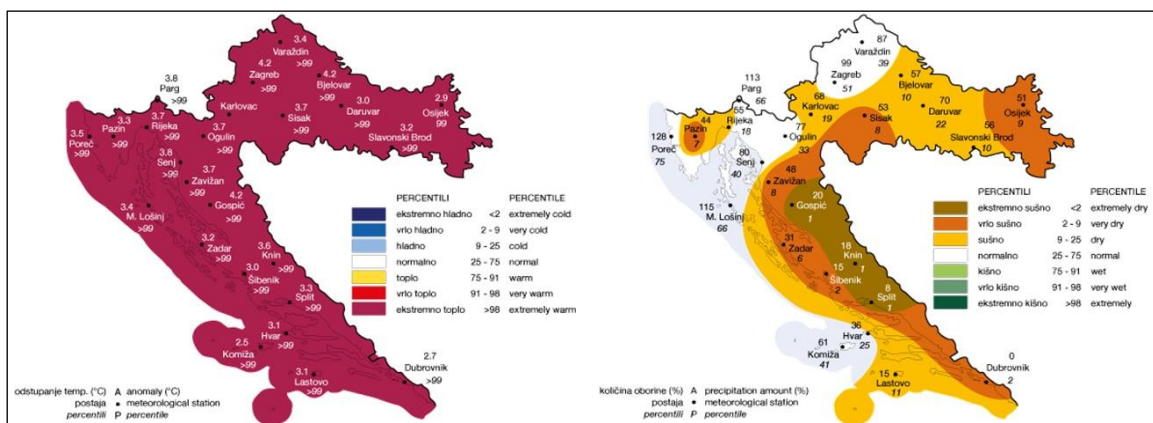 3.4
Varaždin
>99
4.2
Zagreb
>99
4.2
Bjelovar
>99
3.8
Parg
>99
Karlovac
3.7
Sisak
>99
3.0
Daruvar
>99
2.9
Osijek
99
3.2
Slavonski Brod
>99
3.5
Poreč
>99
3.3
Pazin
>99
3.7
Rijeka
>99
3.7
Ogulin
>99
3.8
Senj
>99
3.7
Zavižan
>99
4.2
Gospić
>99
3.4
M. Lošinj
>99
3.2
Zadar
>99
3.6
Knin
>99
3.0
Šibenik
>99
3.3
Split
>99
3.1
Hvar
>99
2.5
Komiža
>99
3.1
Lastovo
>99
2.7
Dubrovnik
>99
PERCENTILI PERCENTILE
ekstremno hladno <2 extremely cold
vrlo hladno 2 - 9 very cold
hladno 9 - 25 cold
normalno 25 - 75 normal
toplo 75 - 91 warm
vrlo toplo 91 - 98 very warm
ekstremno toplo >98 extremely warm
odstupanje temp. (°C) A anomaly (°C)
postaja • meteorological station
percentili P percentile
87
Varaždin
39
99
Zagreb
51
57
Bjelovar
10
113
Parg
66
68
Karlovac
19
53
Sisak
8
70
Daruvar
22
51
Osijek
9
56
Slavonski Brod
10
128
Poreč
75
44
Pazin
7
55
Rijeka
18
77
Ogulin
33
80
Senj
40
48
Zavižan
8
20
Gospić
1
115
M. Lošinj
66
31
Zadar
6
18
Knin
1
15
Šibenik
2
8
Split
1
36
Hvar
25
61
Komiža
41
15
Lastovo
11
0
Dubrovnik
2
PERCENTILI PERCENTILE
ekstremno sušno <2 extremely dry
vrlo sušno 2 - 9 very dry
sušno 9 - 25 dry
normalno 25 - 75 normal
kišno 75 - 91 wet
vrlo kišno 91 - 98 very wet
ekstremno kišno >98 extremely
količina oborine (%) A precipitation amount (%)
postaja • meteorological station
percentili P percentile